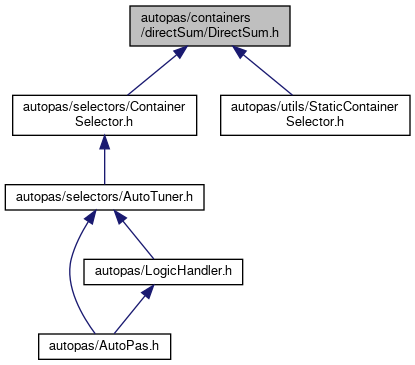 autopas/containers
/directSum/DirectSum.h
autopas/selectors/Container
Selector.h
autopas/utils/StaticContainer
Selector.h
autopas/selectors/AutoTuner.h
autopas/LogicHandler.h
autopas/AutoPas.h